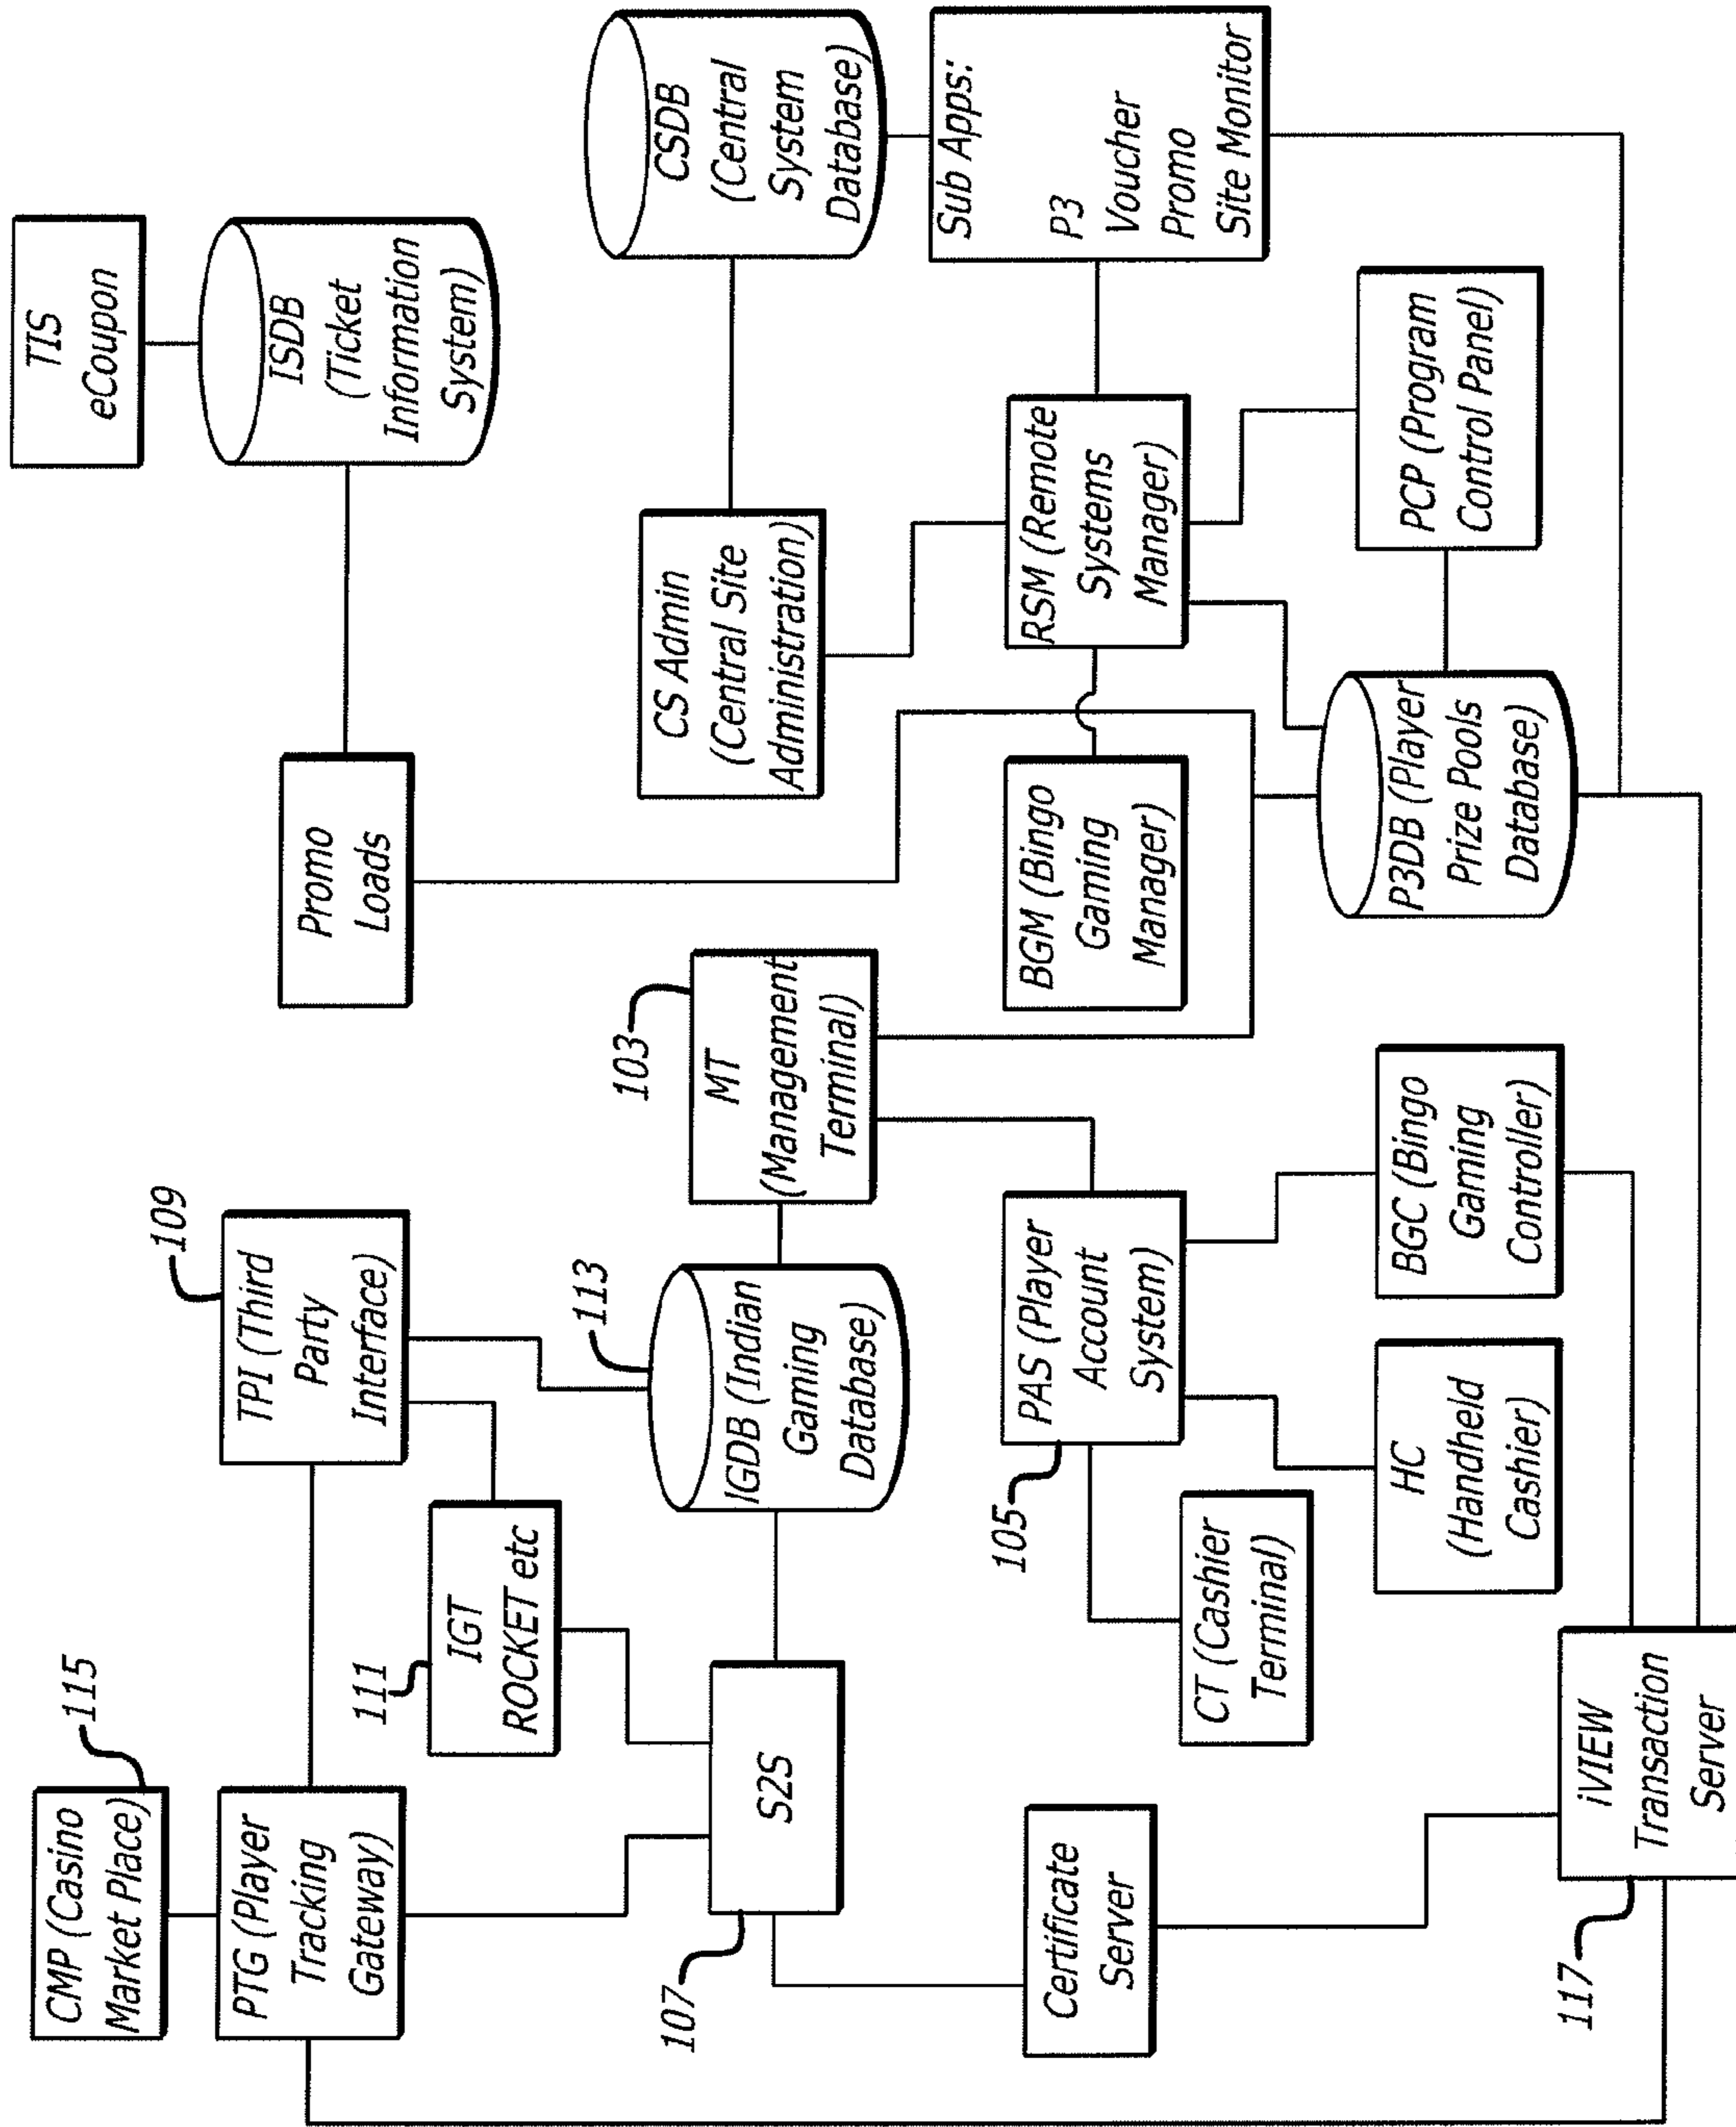 CMP (Casino
Market Place)
115
PTG (Player
Tracking
Gateway)
TPI (Third
Party
Interface)
109
Promo
Loads
ISDB
(Ticket
Information
System)
TIS
eCoupon
111
IGT
ROCKET etc
107
S2S
IGDB (Indian
Gaming
Database)
113
103
MT
(Management
Terminal)
CS Admin
(Central Site
Administration)
CSDB
(Central
System
Database)
Certificate
Server
105
PAS (Player
Account
System)
CT (Cashier
Terminal)
HC
(Handheld
Cashier)
BGC (Bingo
Gaming
Controller)
BGM (Bingo
Gaming
Manager)
RSM (Remote
Systems
Manager)
Sub Apps:
P3
Voucher
Promo
Site Monitor
P3DB (Player
Prize Pools
Database)
PCP (Program
Control Panel)
117
iVIEW
Transaction
Server